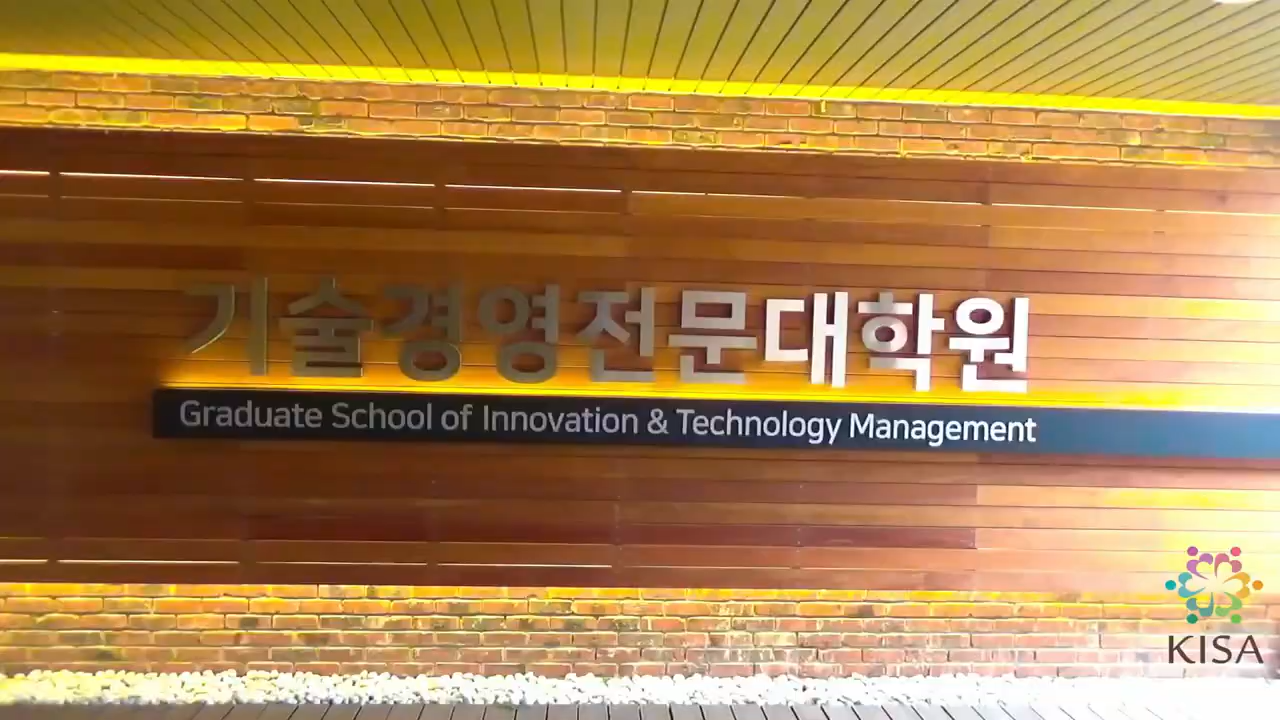 기술경영전문대학원
Graduate School of Innovation & Technology Management
KISA